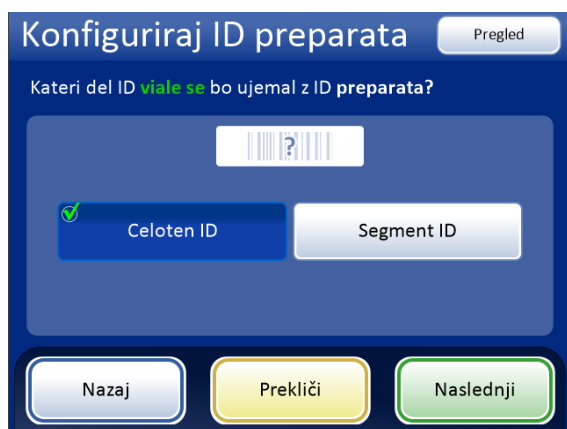 Konfiguriraj ID preparata
Pregled
Kateri del ID viale se bo ujemal z ID preparata?
?
Celoten ID
Segment ID
Nazaj
Prekliči
Naslednji